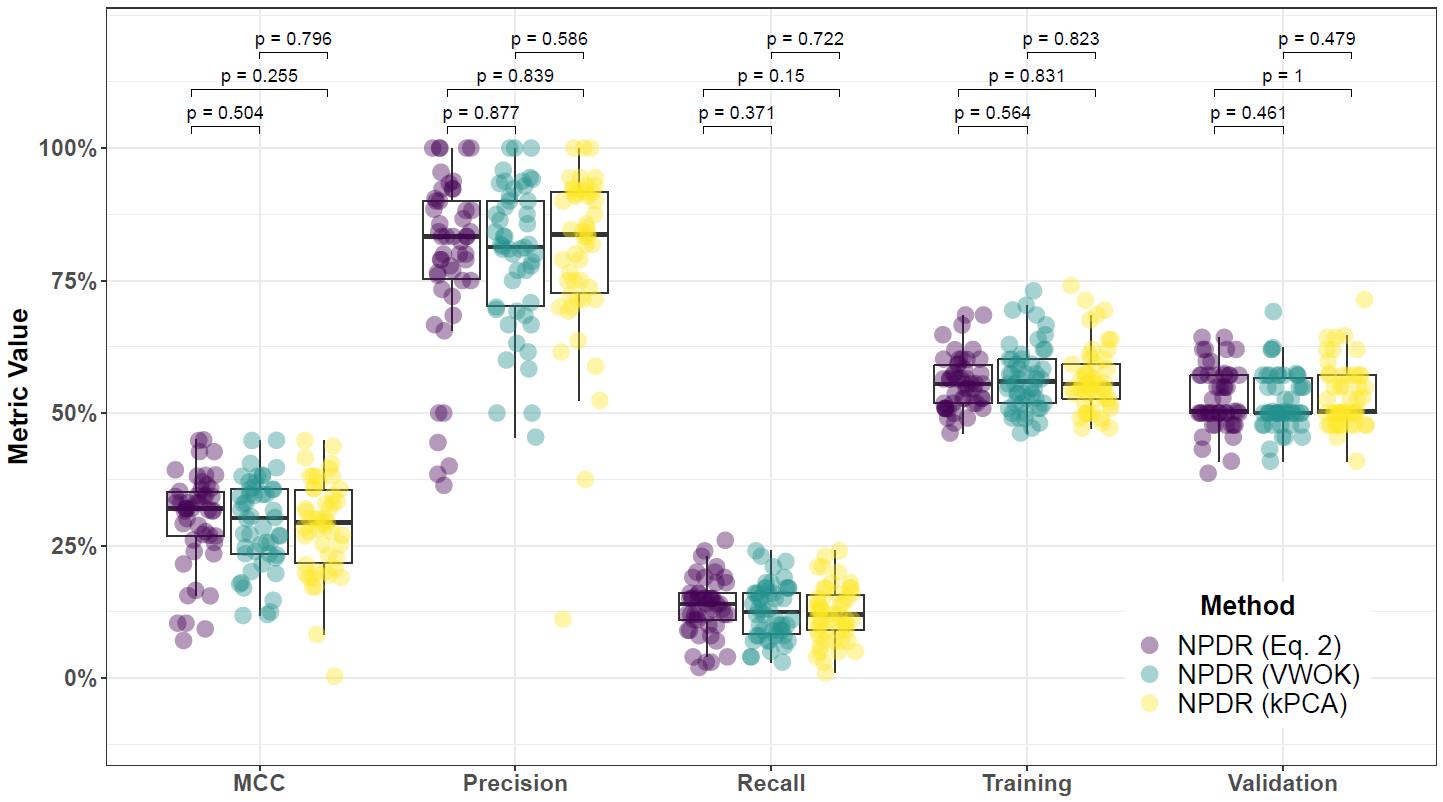 p = 0.796
p = 0.586
p = 0.722
p = 0.823
p = 0.479
p = 0.255
p = 0.839
p = 0.15
p = 0.831
p = 1
p = 0.504
p = 0.877
p = 0.371
p = 0.564
p = 0.461
100%
75%
50%
25%
0%
Metric Value
Method
NPDR (Eq. 2)
NPDR (VWOK)
NPDR (kPCA)
MCC
Precision
Recall
Training
Validation